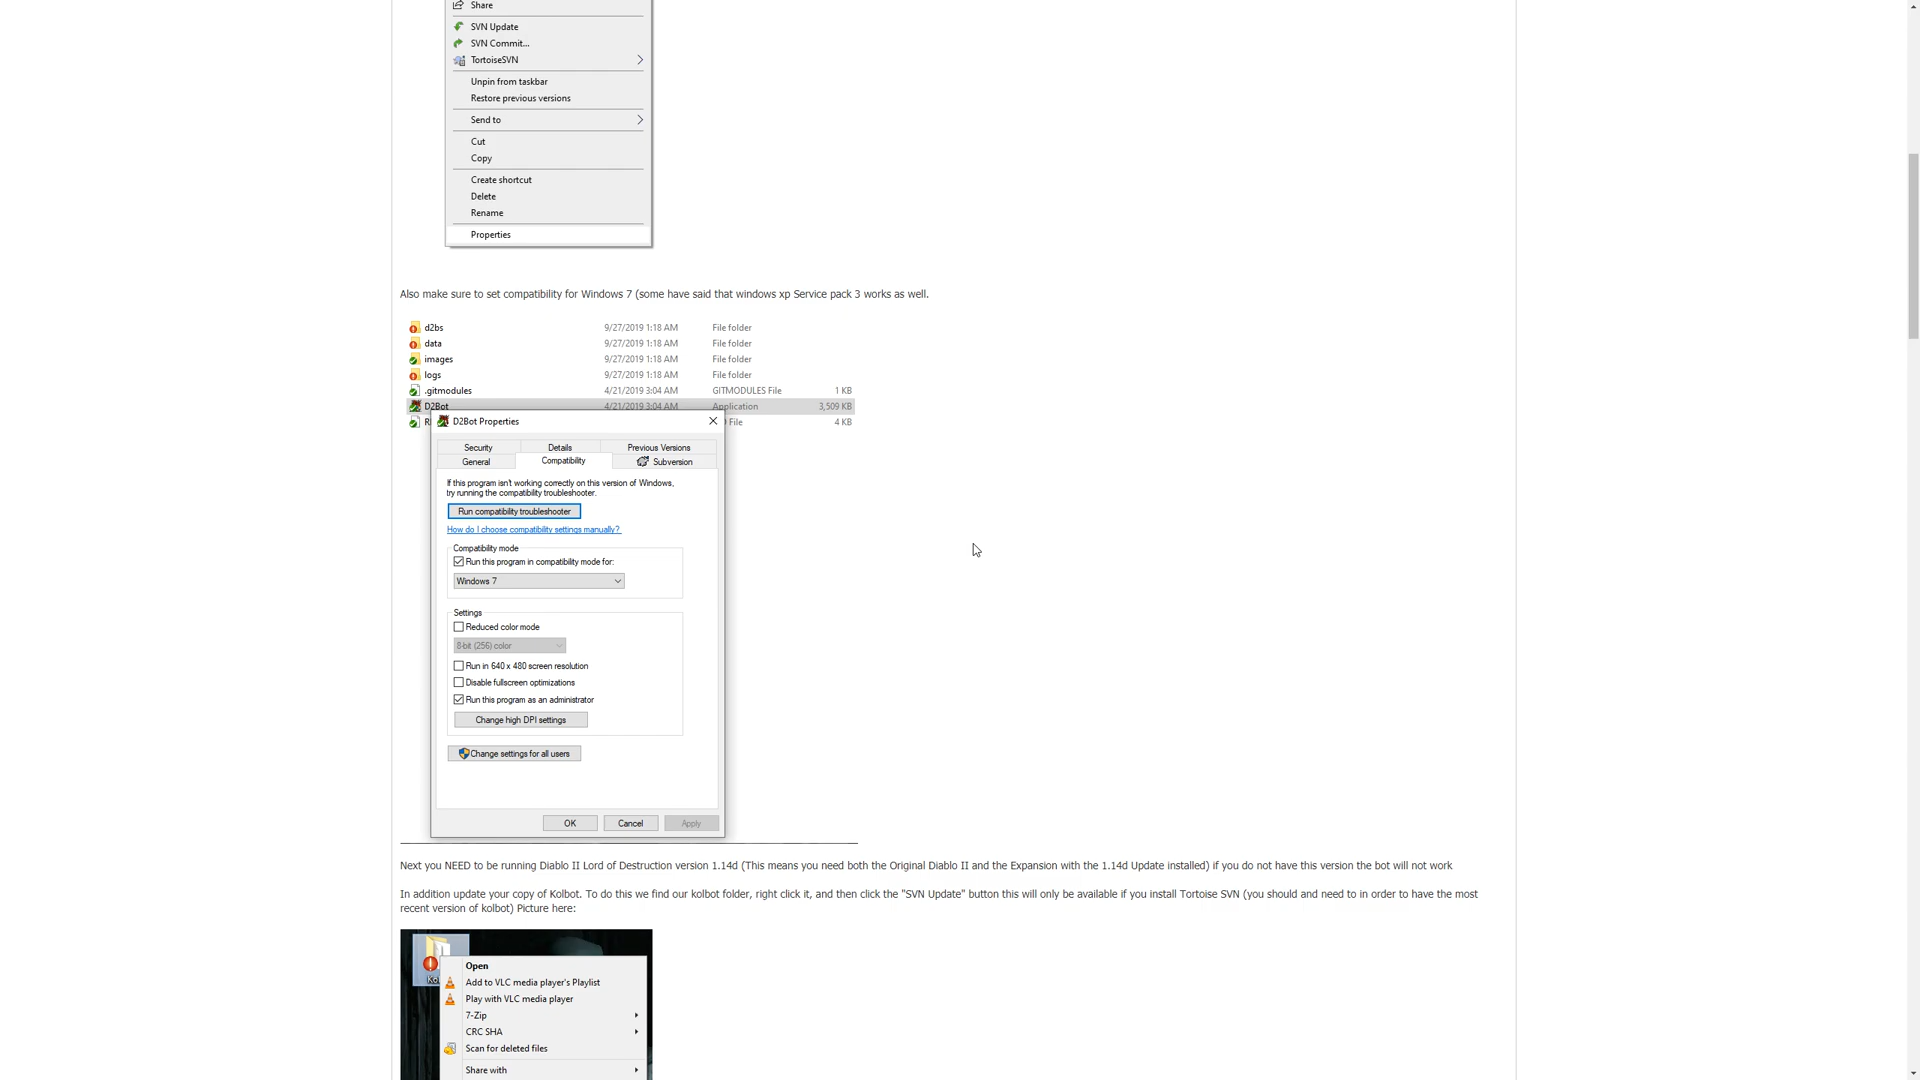 Share
SVN Update
SVN Commit...
TortoiseSVN
Unpin from taskbar
Restore previous versions
Send to
Cut
Copy
Create shortcut
Delete
Rename
Properties
Also make sure to set compatibility for Windows 7 (some have said that windows xp Service pack 3 works as well.
d2bs 9/27/2019 1:18 AM File folder
data 9/27/2019 1:18 AM File folder
images 9/27/2019 1:18 AM File folder
logs 9/27/2019 1:18 AM File folder
.gitmodules 4/21/2019 3:04 AM GITMODULES File 1 KB
D2Bot 4/21/2019 3:04 AM Application 3,509 KB
File 4 KB
D2Bot Properties
Security Details Previous Versions
General Compatibility Subversion
If this program isn't working correctly on this version of Windows,
try running the compatibility troubleshooter.
Run compatibility troubleshooter
How do I choose compatibility settings manually?
Compatibility mode
Run this program in compatibility mode for:
Windows 7
Settings
Reduced color mode
8-bit (256) color
Run in 640 x 480 screen resolution
Disable fullscreen optimizations
Run this program as an administrator
Change high DPI settings
Change settings for all users
OK Cancel Apply
Next you NEED to be running Diablo II Lord of Destruction version 1.14d (This means you need both the Original Diablo II and the Expansion with the 1.14d Update installed) if you do not have this version the bot will not work
In addition update your copy of Kolbot. To do this we find our kolbot folder, right click it, and then click the "SVN Update" button this will only be available if you install Tortoise SVN (you should and need to in order to have the most
recent version of kolbot) Picture here:
Open
Add to VLC media player's Playlist
Play with VLC media player
7-Zip
CRC SHA
Scan for deleted files
Share with